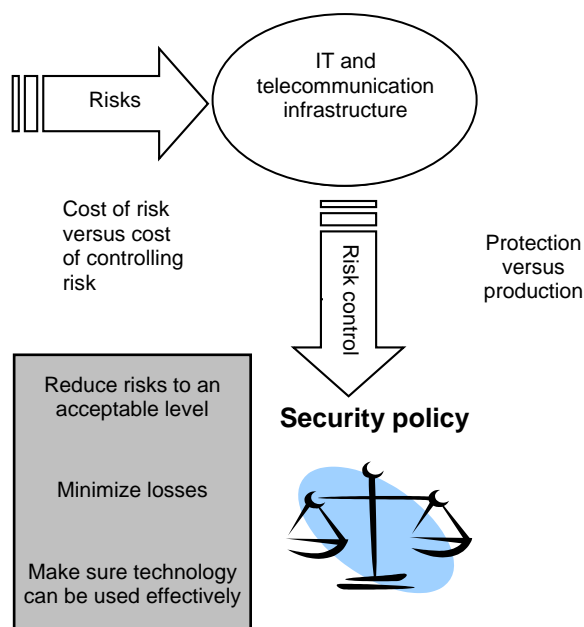 Risks
IT and
telecommunication
infrastructure
Cost of risk
versus cost
of controlling
risk
Risk control
Protection
versus
production
Reduce risks to an
acceptable level
Minimize losses
Make sure technology
can be used effectively
Security policy